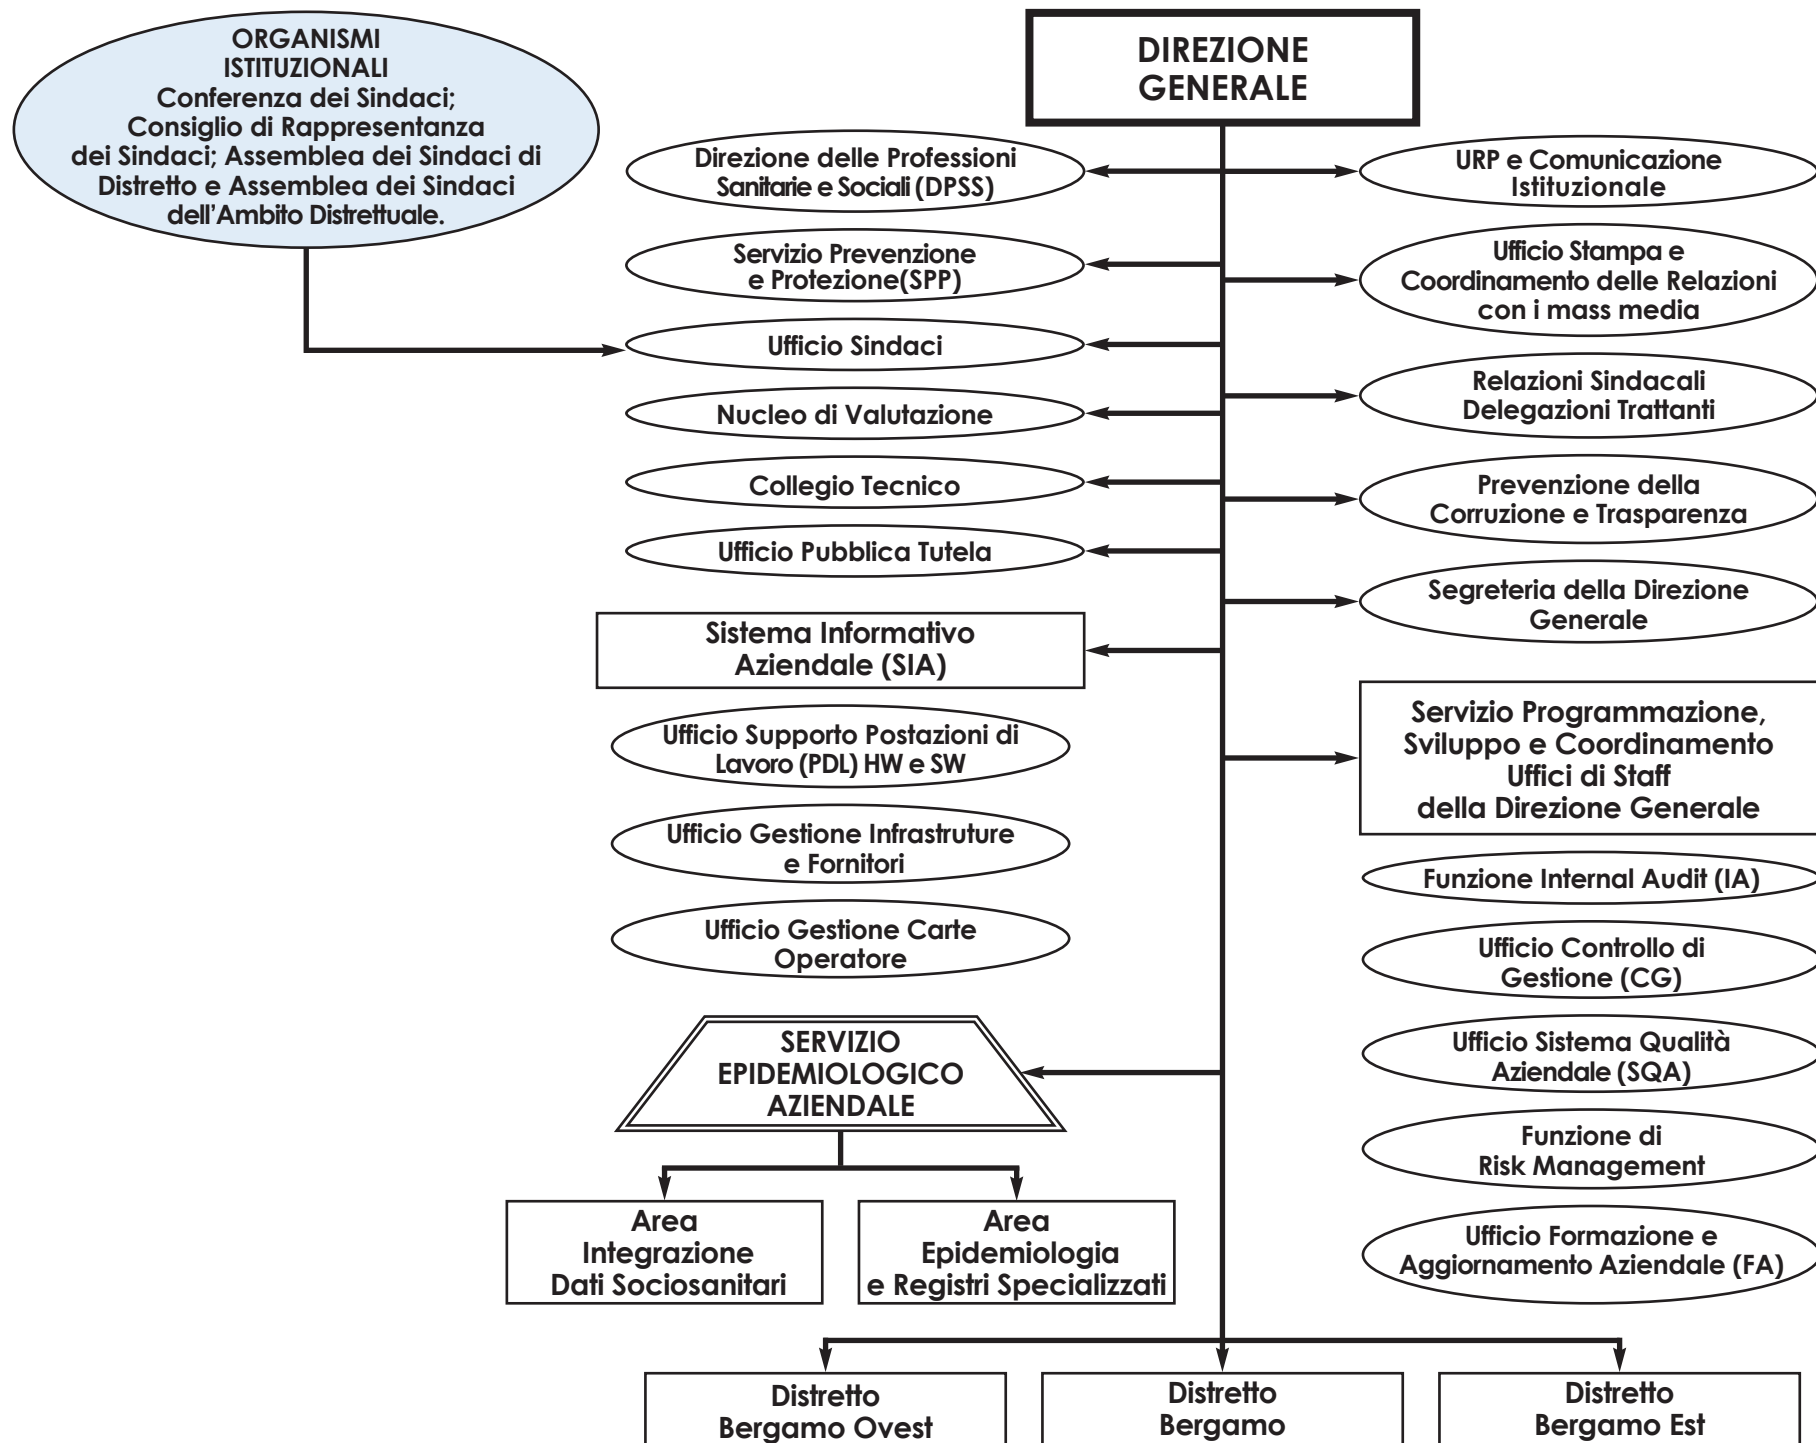 ORGANISMI
ISTITUZIONALI
Conferenza dei Sindaci;
Consiglio di Rappresentanza
dei Sindaci; Assemblea dei Sindaci di
Distretto e Assemblea dei Sindaci
dell'Ambito Distrettuale.
DIREZIONE
GENERALE
Direzione delle Professioni
Sanitarie e Sociali (DPSS)
Servizio Prevenzione
e Protezione(SPP)
Ufficio Sindaci
Nucleo di Valutazione
Collegio Tecnico
Ufficio Pubblica Tutela
Sistema Informativo
Aziendale (SIA)
Ufficio Supporto Postazioni di
Lavoro (PDL) HW e SW
Ufficio Gestione Infrastruture
e Fornitori
Ufficio Gestione Carte
Operatore
SERVIZIO
EPIDEMIOLOGICO
AZIENDALE
Area
Integrazione
Dati Sociosanitari
Area
Epidemiologia
e Registri Specializzati
URP e Comunicazione
Istituzionale
Ufficio Stampa e
Coordinamento delle Relazioni
con i mass media
Relazioni Sindacali
Delegazioni Trattanti
Prevenzione della
Corruzione e Trasparenza
Segreteria della Direzione
Generale
Servizio Programmazione,
Sviluppo e Coordinamento
Uffici di Staff
della Direzione Generale
Funzione Internal Audit (IA)
Ufficio Controllo di
Gestione (CG)
Ufficio Sistema Qualità
Aziendale (SQA)
Funzione di
Risk Management
Ufficio Formazione e
Aggiornamento Aziendale (FA)
Distretto
Bergamo Ovest
Distretto
Bergamo
Distretto
Bergamo Est